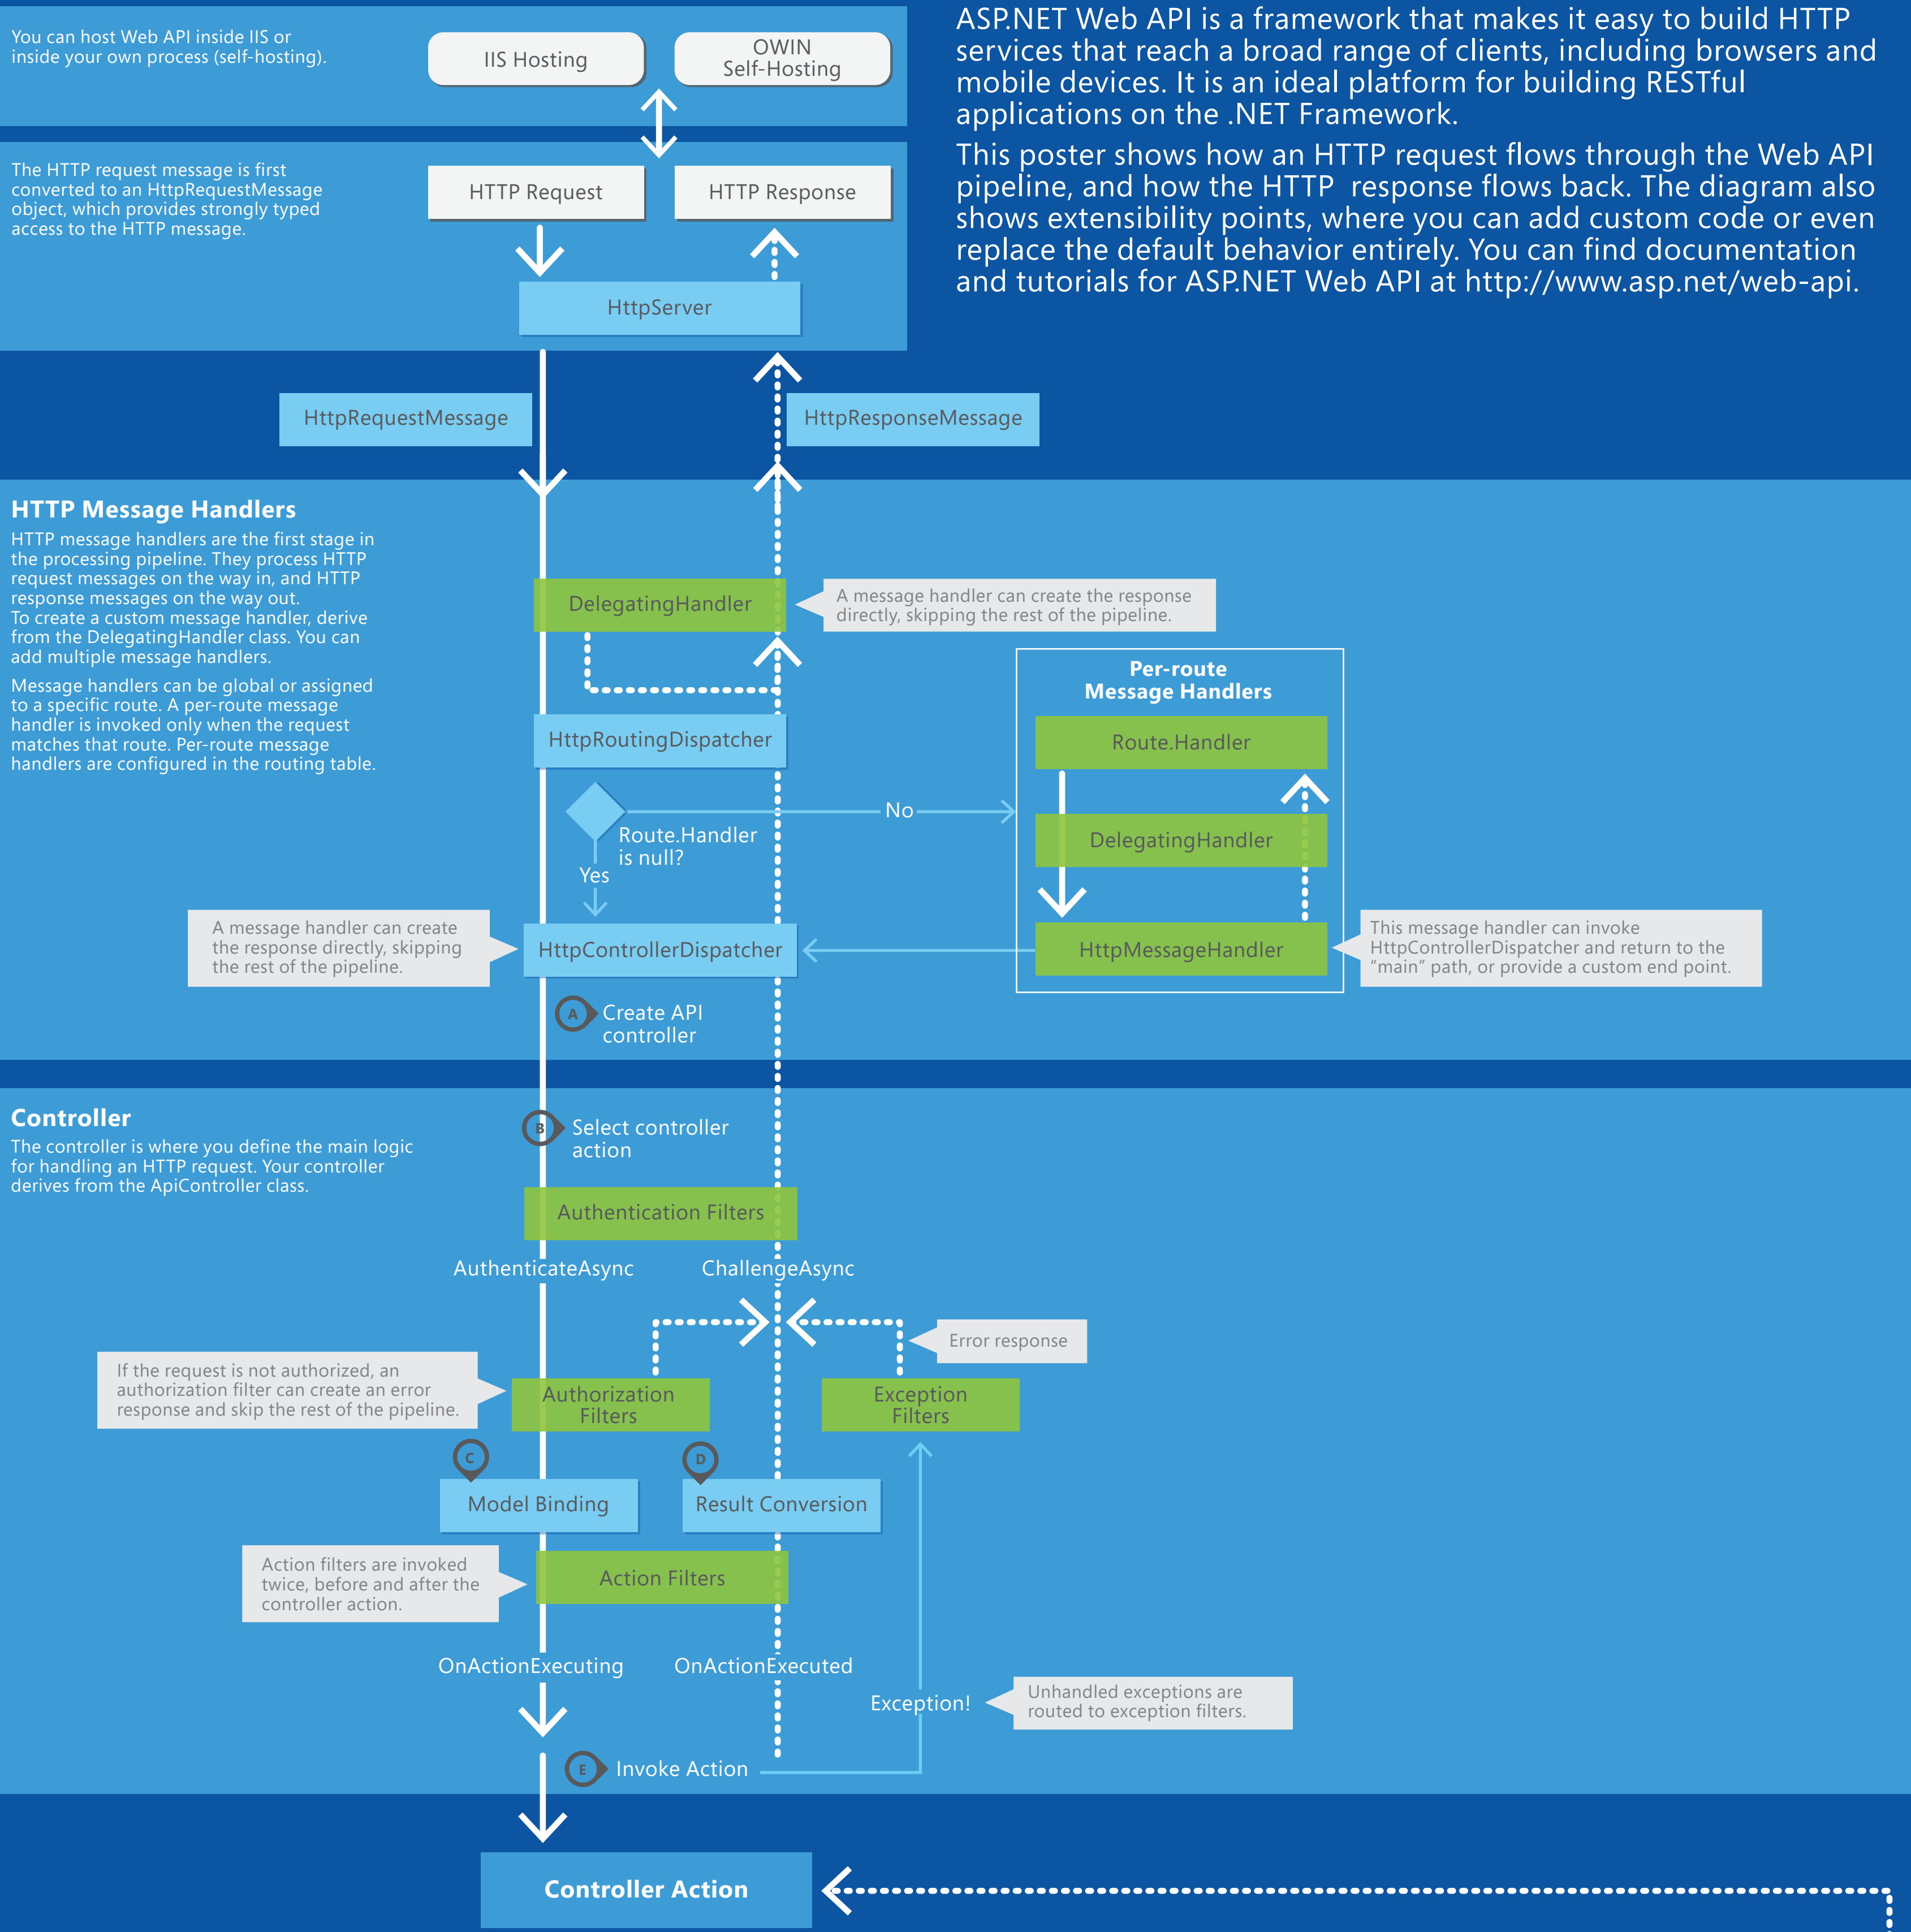 You can host Web API inside IIS or
inside your own process (self-hosting).
IIS Hosting
OWIN
Self-Hosting
ASP.NET Web API is a framework that makes it easy to build HTTP
services that reach a broad range of clients, including browsers and
mobile devices. It is an ideal platform for building RESTful
applications on the .NET Framework.
This poster shows how an HTTP request flows through the Web API
pipeline, and how the HTTP response flows back. The diagram also
shows extensibility points, where you can add custom code or even
replace the default behavior entirely. You can find documentation
and tutorials for ASP.NET Web API at http://www.asp.net/web-api.
The HTTP request message is first
converted to an HttpRequestMessage
object, which provides strongly typed
access to the HTTP message.
HTTP Request
HTTP Response
HttpServer
HttpRequestMessage
HttpResponseMessage
HTTP Message Handlers
HTTP message handlers are the first stage in
the processing pipeline. They process HTTP
request messages on the way in, and HTTP
response messages on the way out.
To create a custom message handler, derive
from the DelegatingHandler class. You can
add multiple message handlers.
Message handlers can be global or assigned
to a specific route. A per-route message
handler is invoked only when the request
matches that route. Per-route message
handlers are configured in the routing table.
DelegatingHandler
A message handler can create the response
directly, skipping the rest of the pipeline.
HttpRoutingDispatcher
Route.Handler
is null?
No
Yes
Per-route
Message Handlers
Route.Handler
DelegatingHandler
HttpMessageHandler
This message handler can invoke
HttpControllerDispatcher and return to the
“main” path, or provide a custom end point.
A message handler can create
the response directly, skipping
the rest of the pipeline.
HttpControllerDispatcher
A
Create API
controller
Controller
The controller is where you define the main logic
for handling an HTTP request. Your controller
derives from the ApiController class.
B
Select controller
action
Authentication Filters
AuthenticateAsync
ChallengeAsync
Error response
If the request is not authorized, an
authorization filter can create an error
response and skip the rest of the pipeline.
Authorization
Filters
Exception
Filters
C
Model Binding
D
Result Conversion
Action filters are invoked
twice, before and after the
controller action.
Action Filters
OnActionExecuting
OnActionExecuted
Exception!
Unhandled exceptions are
routed to exception filters.
E
Invoke Action
Controller Action